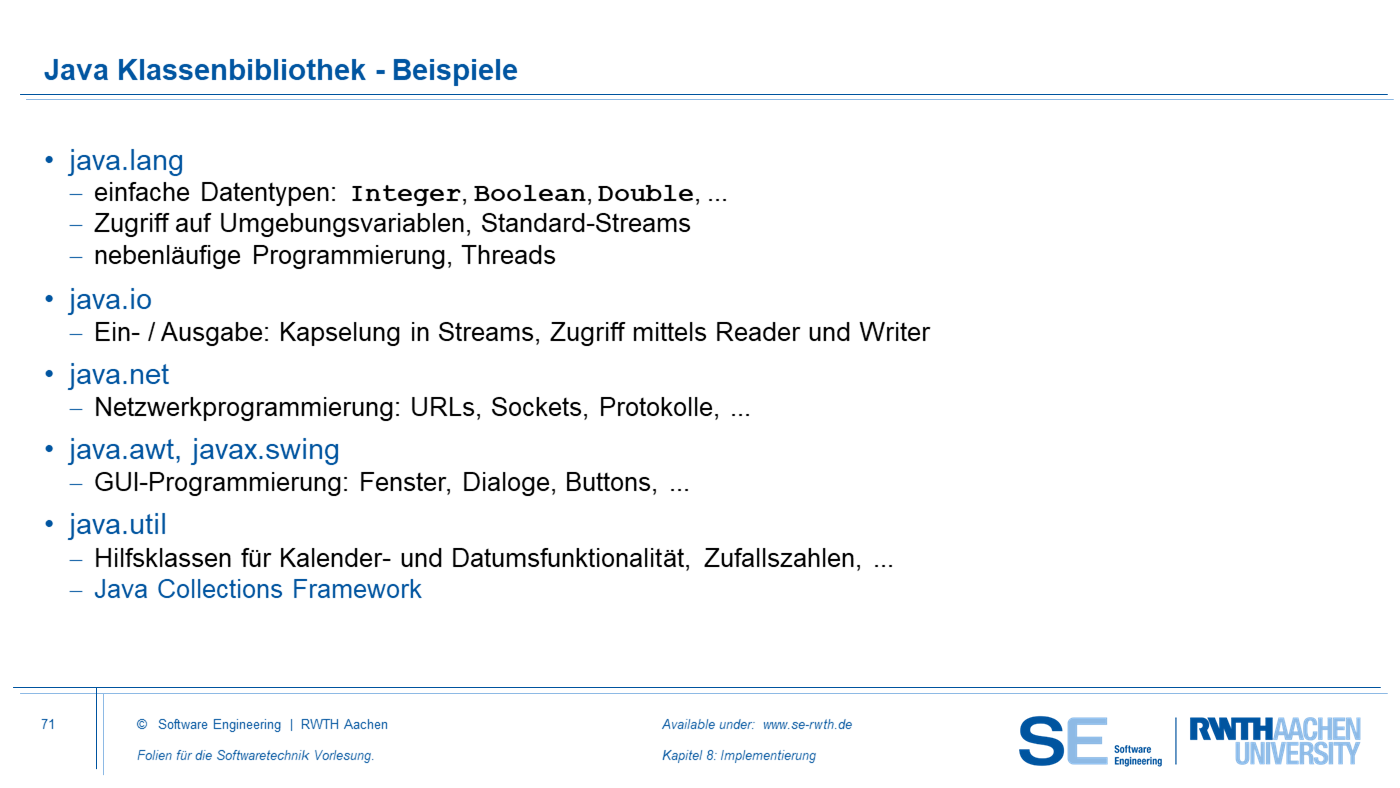 Java Klassenbibliothek - Beispiele
• java.lang
– einfache Datentypen: Integer, Boolean, Double, ...
– Zugriff auf Umgebungsvariablen, Standard-Streams
– nebenläufige Programmierung, Threads
• java.io
– Ein- / Ausgabe: Kapselung in Streams, Zugriff mittels Reader und Writer
• java.net
– Netzwerkprogrammierung: URLs, Sockets, Protokolle, ...
• java.awt, javax.swing
– GUI-Programmierung: Fenster, Dialoge, Buttons, ...
• java.util
– Hilfsklassen für Kalender- und Datumsfunktionalität, Zufallszahlen, ...
– Java Collections Framework
71
© Software Engineering | RWTH Aachen
Folien für die Softwaretechnik Vorlesung.
Available under: www.se-rwth.de
Kapitel 8: Implementierung
SE Software
Engineering
RWTHAACHEN
UNIVERSITY